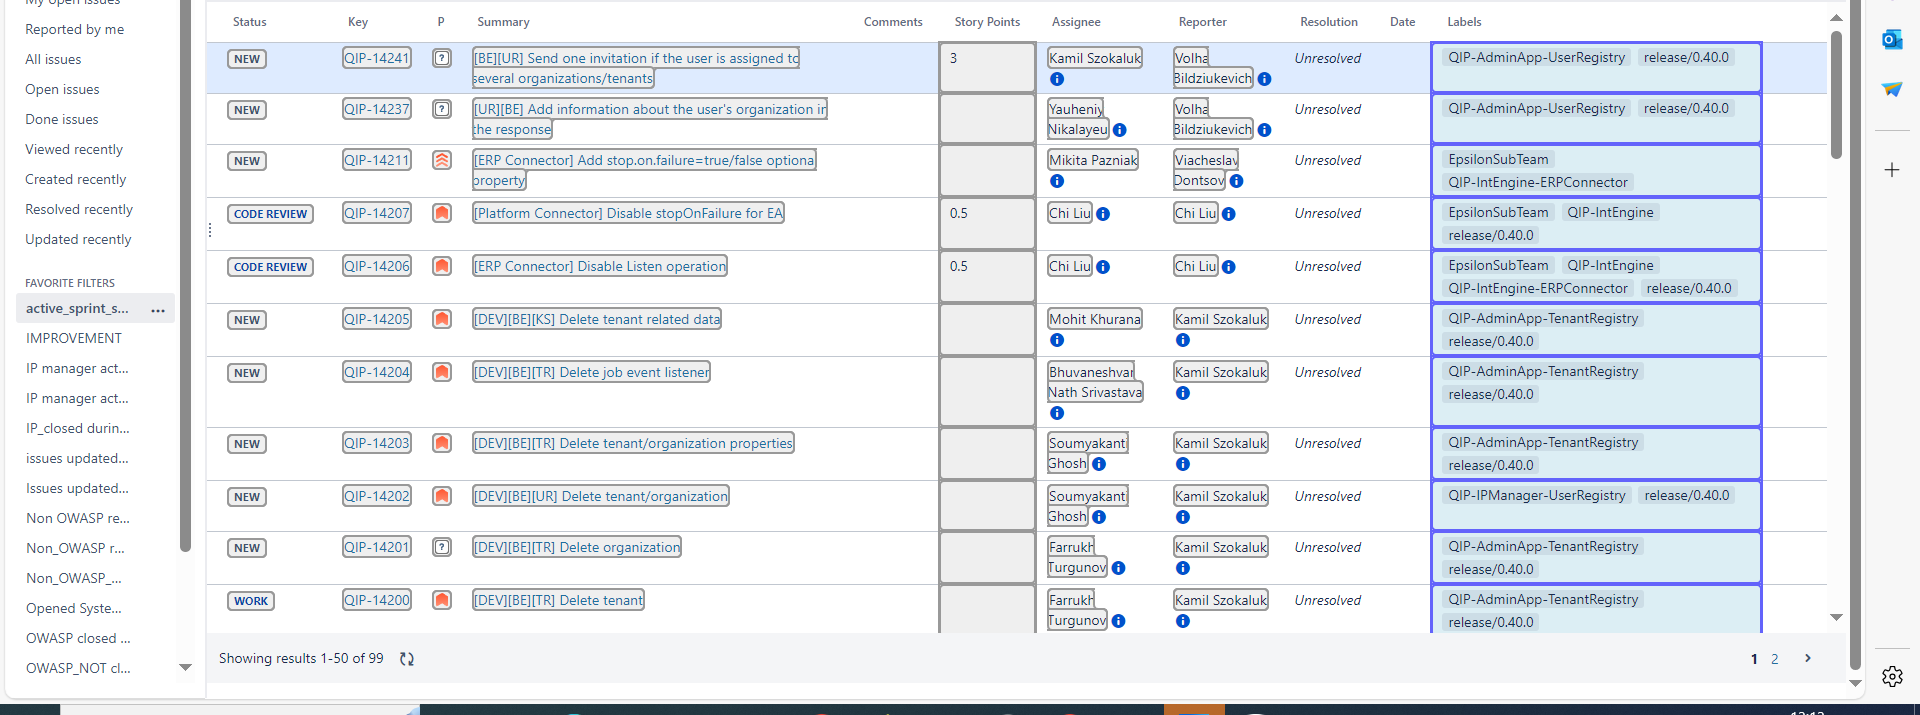 My open issues
Reported by me
All issues
Open issues
Done issues
Viewed recently
Created recently
Resolved recently
Updated recently
FAVORITE FILTERS
active_sprint_s...
IMPROVEMENT
IP manager act...
IP manager act...
IP_closed durin...
issues updated...
Issues updated...
Non OWASP re...
Non_OWASP r...
Non_OWASP_...
Opened Syste...
OWASP closed ...
OWASP_NOT cl...
Status Key P Summary Comments Story Points Assignee Reporter Resolution Date Labels
NEW QIP-14241 [BE][UR] Send one invitation if the user is assigned to 3 Kamil Szokaluk Volha Unresolved QIP-AdminApp-UserRegistry release/0.40.0
several organizations/tenants Bildziukevich
NEW QIP-14237 [UR][BE] Add information about the user's organization in Yauheniy Volha Unresolved QIP-AdminApp-UserRegistry release/0.40.0
the response Nikalayeu Bildziukevich
NEW QIP-14211 [ERP Connector] Add stop.on.failure=true/false optiona Mikita Pazniak Viacheslav Unresolved EpsilonSubTeam
property Dontsov QIP-IntEngine-ERPConnector
CODE REVIEW QIP-14207 [Platform Connector] Disable stopOnFailure for EA 0.5 Chi Liu Chi Liu Unresolved EpsilonSubTeam QIP-IntEngine
release/0.40.0
CODE REVIEW QIP-14206 [ERP Connector] Disable Listen operation 0.5 Chi Liu Chi Liu Unresolved EpsilonSubTeam QIP-IntEngine
QIP-IntEngine-ERPConnector release/0.40.0
NEW QIP-14205 [DEV][BE][KS] Delete tenant related data Mohit Khurana Kamil Szokaluk Unresolved QIP-AdminApp-TenantRegistry
release/0.40.0
NEW QIP-14204 [DEV][BE][TR] Delete job event listener Bhuvaneshvar Kamil Szokaluk Unresolved QIP-AdminApp-TenantRegistry
Nath Srivastava release/0.40.0
NEW QIP-14203 [DEV][BE][TR] Delete tenant/organization properties Soumyakanti Kamil Szokaluk Unresolved QIP-AdminApp-TenantRegistry
Ghosh release/0.40.0
NEW QIP-14202 [DEV][BE][UR] Delete tenant/organization Soumyakanti Kamil Szokaluk Unresolved QIP-IPManager-UserRegistry release/0.40.0
Ghosh
NEW QIP-14201 [DEV][BE][TR] Delete organization Farrukh Kamil Szokaluk Unresolved QIP-AdminApp-TenantRegistry
Turgunov release/0.40.0
WORK QIP-14200 [DEV][BE][TR] Delete tenant Farrukh Kamil Szokaluk Unresolved QIP-AdminApp-TenantRegistry
Turgunov release/0.40.0
Showing results 1-50 of 99 1 2